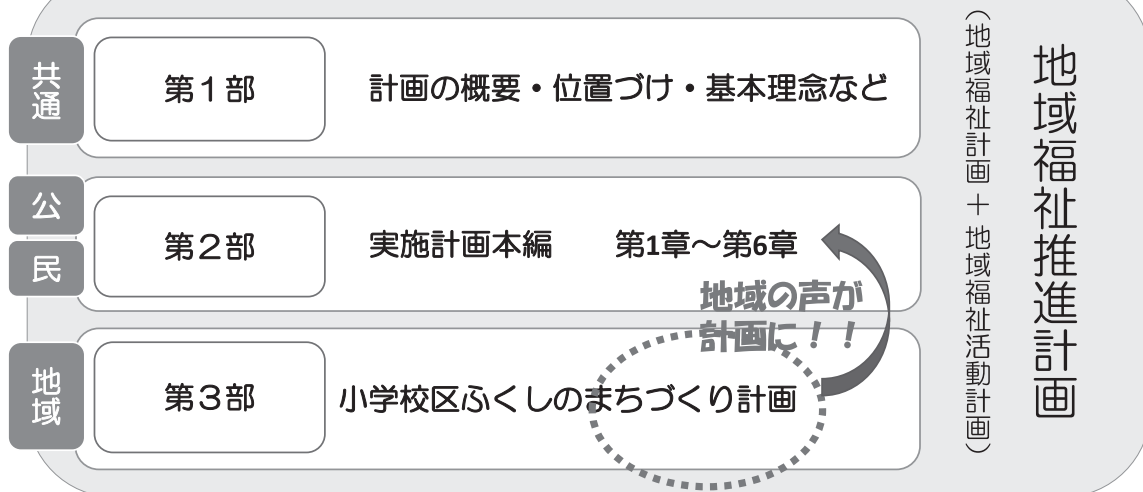 地域福祉推進計画
(地域福祉計画＋地域福祉活動計画)
共通
第１部
計画の概要・位置づけ・基本理念など
公
民
第２部
実施計画本編　第1章～第6章
地域の声が
計画に！！
地域
第３部
小学校区ふくしのまちづくり計画